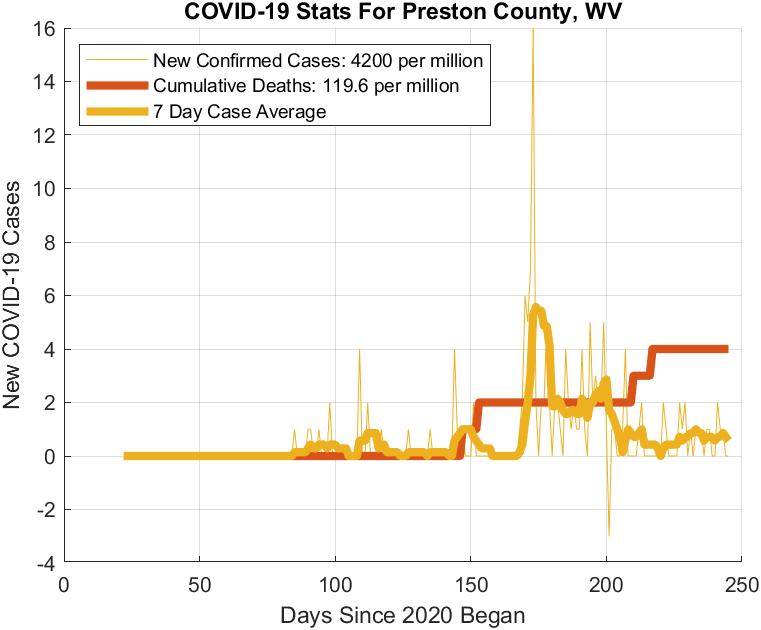 COVID-19 Stats For Preston County, WV
New Confirmed Cases: 4200 per million
Cumulative Deaths: 119.6 per million
7 Day Case Average
New COVID-19 Cases
16
14
12
10
8
6
4
2
0
-2
-4
0 50 100 150 200 250
Days Since 2020 Began